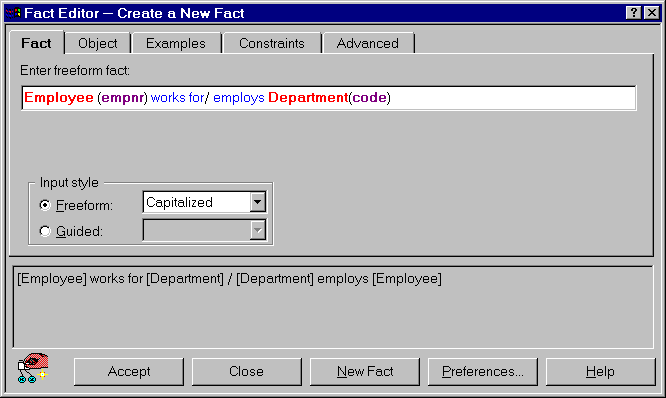 Fact Editor – Create a New Fact
Fact Object Examples Constraints Advanced
Enter freeform fact:
Employee (empnr) works for/ employs Department(code)
Input style
Freeform: Capitalized
Guided:
[Employee] works for [Department] / [Department] employs [Employee]
Accept Close New Fact Preferences... Help